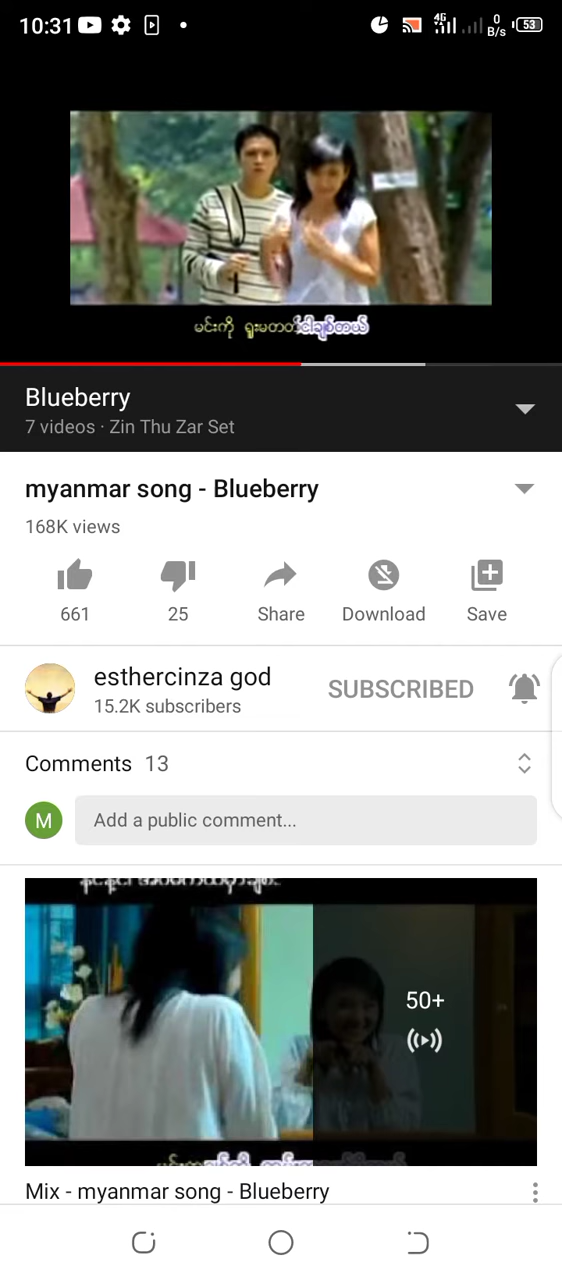 10:31
4G
0 B/s
53
မင်းကို ရူးမတတ်ငါချစ်တယ်
Blueberry
7 videos · Zin Thu Zar Set
myanmar song - Blueberry
168K views
661
25
Share
Download
Save
esthercinza god
15.2K subscribers
SUBSCRIBED
Comments 13
M
Add a public comment...
50+
Mix - myanmar song - Blueberry